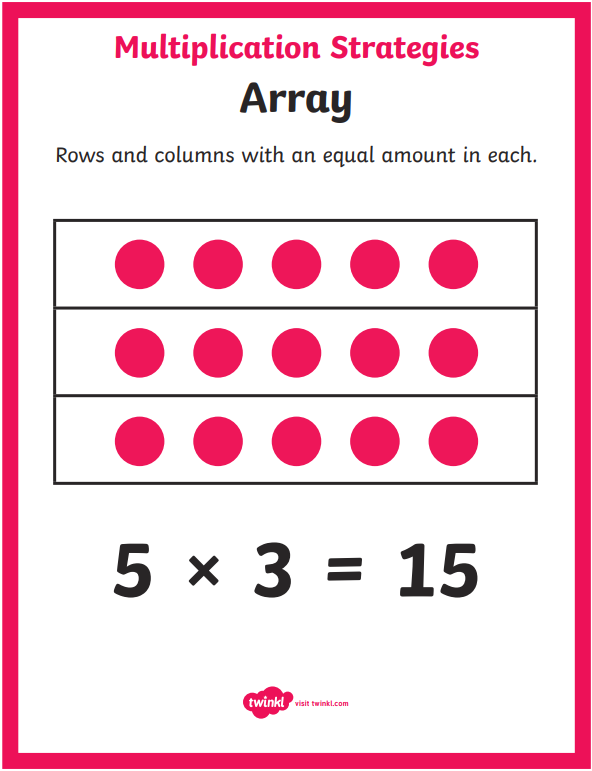 Multiplication Strategies
Array
Rows and columns with an equal amount in each.
5 × 3 = 15
twinkl visit twinkl.com